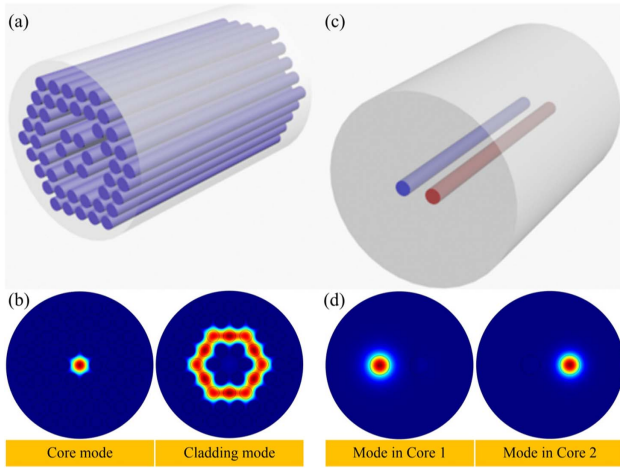 (a)
(c)
(b)
(d)
Core mode
Cladding mode
Mode in Core 1
Mode in Core 2